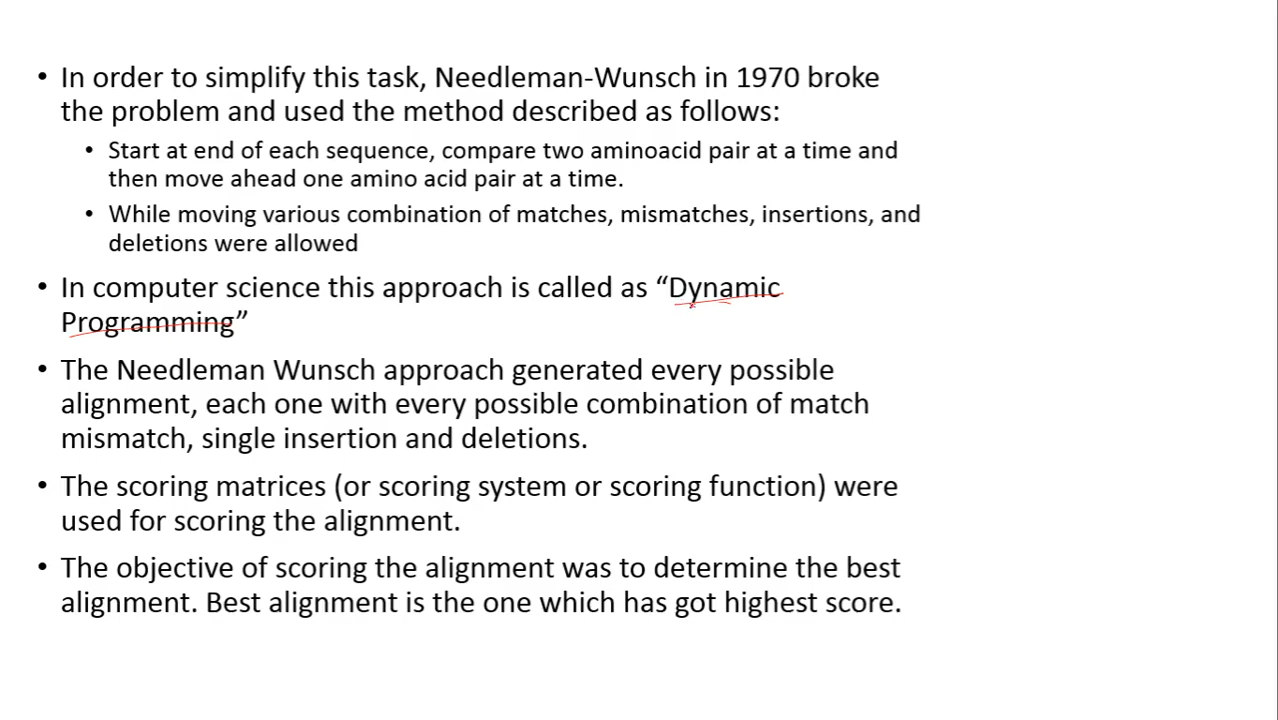 • In order to simplify this task, Needleman-Wunsch in 1970 broke
the problem and used the method described as follows:
• Start at end of each sequence, compare two aminoacid pair at a time and
then move ahead one amino acid pair at a time.
• While moving various combination of matches, mismatches, insertions, and
deletions were allowed
• In computer science this approach is called as “Dynamic
Programming”
• The Needleman Wunsch approach generated every possible
alignment, each one with every possible combination of match
mismatch, single insertion and deletions.
• The scoring matrices (or scoring system or scoring function) were
used for scoring the alignment.
• The objective of scoring the alignment was to determine the best
alignment. Best alignment is the one which has got highest score.